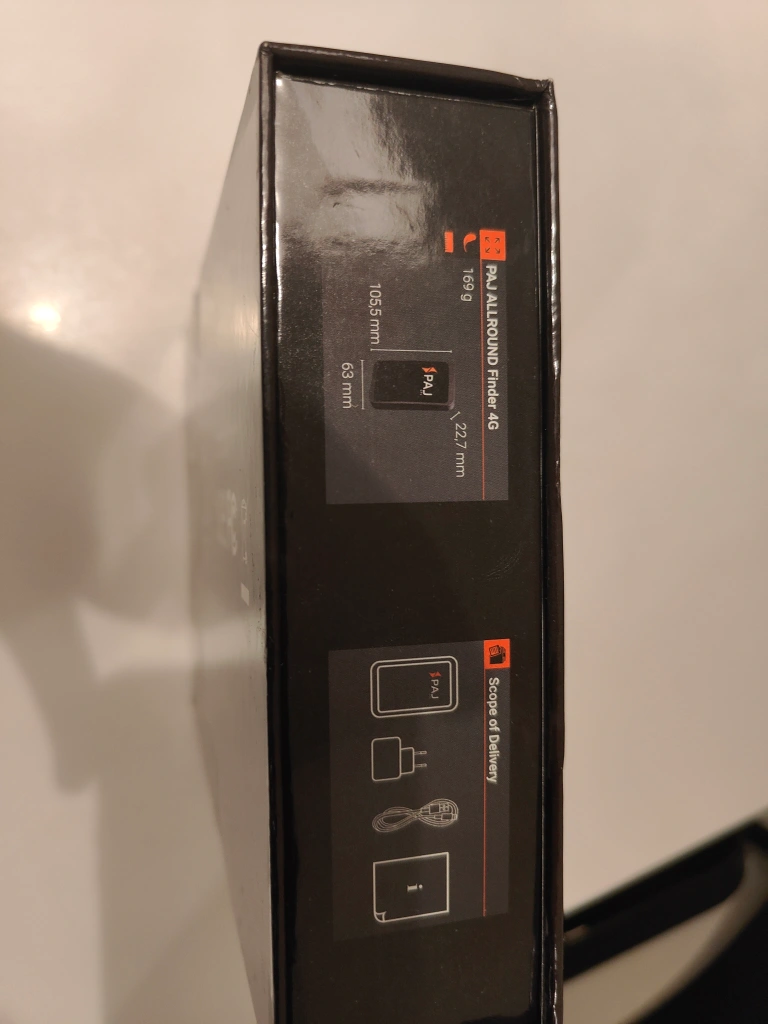 PAJ ALLROUND Finder 4G
169 g
105,5 mm
PAJ
22,7 mm
63 mm
Scope of Delivery
PAJ
i